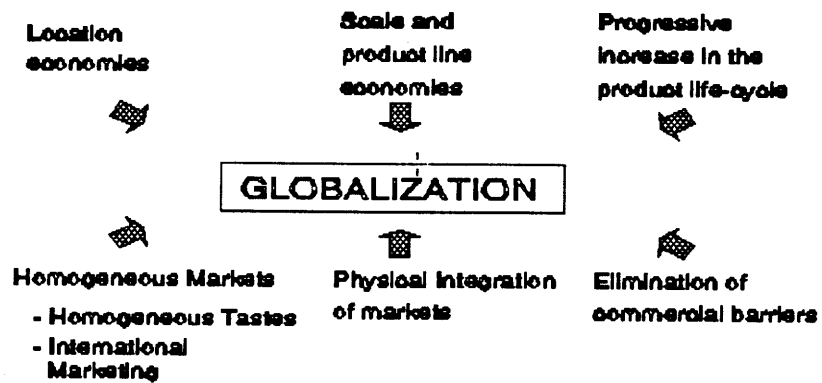 Location
economies
Scale and
product line
economies
Progressive
increase in the
product life-cycle
GLOBALIZATION
Homogeneous Markets
- Homogeneous Tastes
- International
Marketing
Physical Integration
of markets
Elimination of
commercial barriers